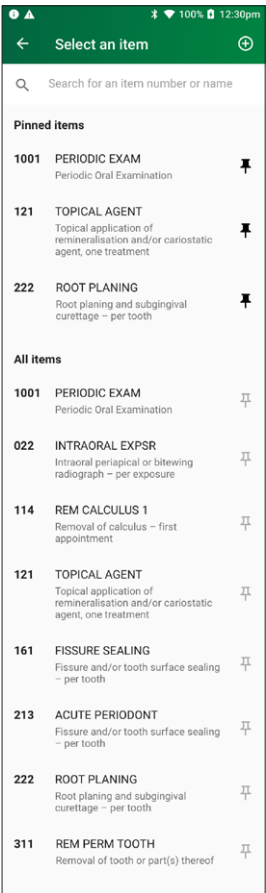 100% 12:30pm
Select an item
Search for an item number or name
Pinned items
1001 PERIODIC EXAM
Periodic Oral Examination
121 TOPICAL AGENT
Topical application of
remineralisation and/or cariostatic
agent, one treatment
222 ROOT PLANING
Root planing and subgingival
curettage – per tooth
All items
1001 PERIODIC EXAM
Periodic Oral Examination
022 INTRAORAL EXPSR
Intraoral periapical or bitewing
radiograph – per exposure
114 REM CALCULUS 1
Removal of calculus – first
appointment
121 TOPICAL AGENT
Topical application of
remineralisation and/or cariostatic
agent, one treatment
161 FISSURE SEALING
Fissure and/or tooth surface sealing
– per tooth
213 ACUTE PERIODONT
Fissure and/or tooth surface sealing
– per tooth
222 ROOT PLANING
Root planing and subgingival
curettage – per tooth
311 REM PERM TOOTH
Removal of tooth or part(s) thereof